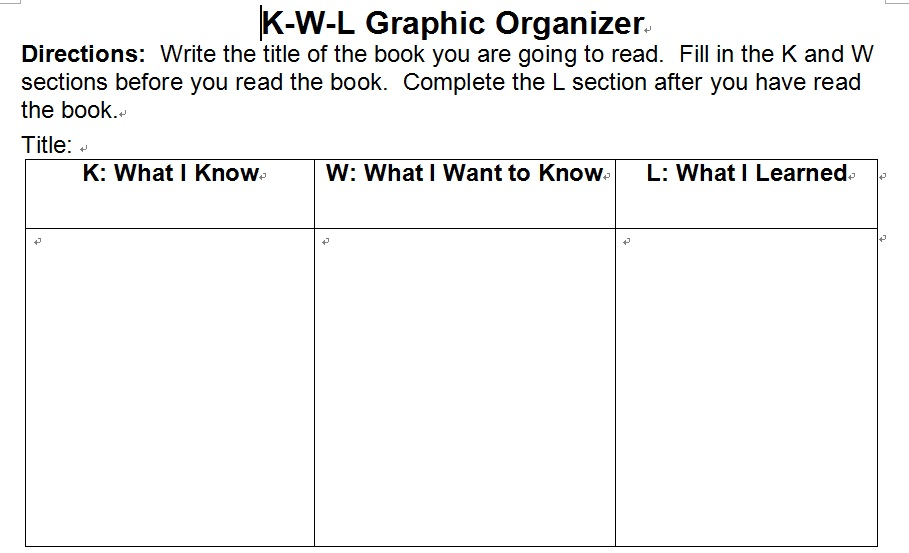 K-W-L Graphic Organizer
Directions:  Write the title of the book you are going to read.  Fill in the K and W
sections before you read the book.  Complete the L section after you have read
the book.
Title:
K: What I Know
W: What I Want to Know
L: What I Learned